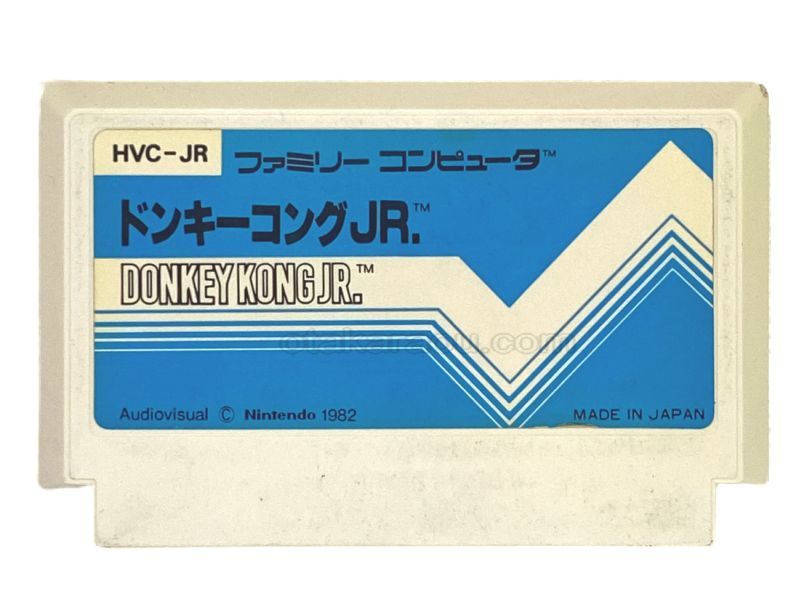 HVC-JR
ファミリー コンピュータ™
ドンキーコングJR.™
DONKEY KONG JR.™
otakaraou.com
Audiovisual © Nintendo 1982
MADE IN JAPAN